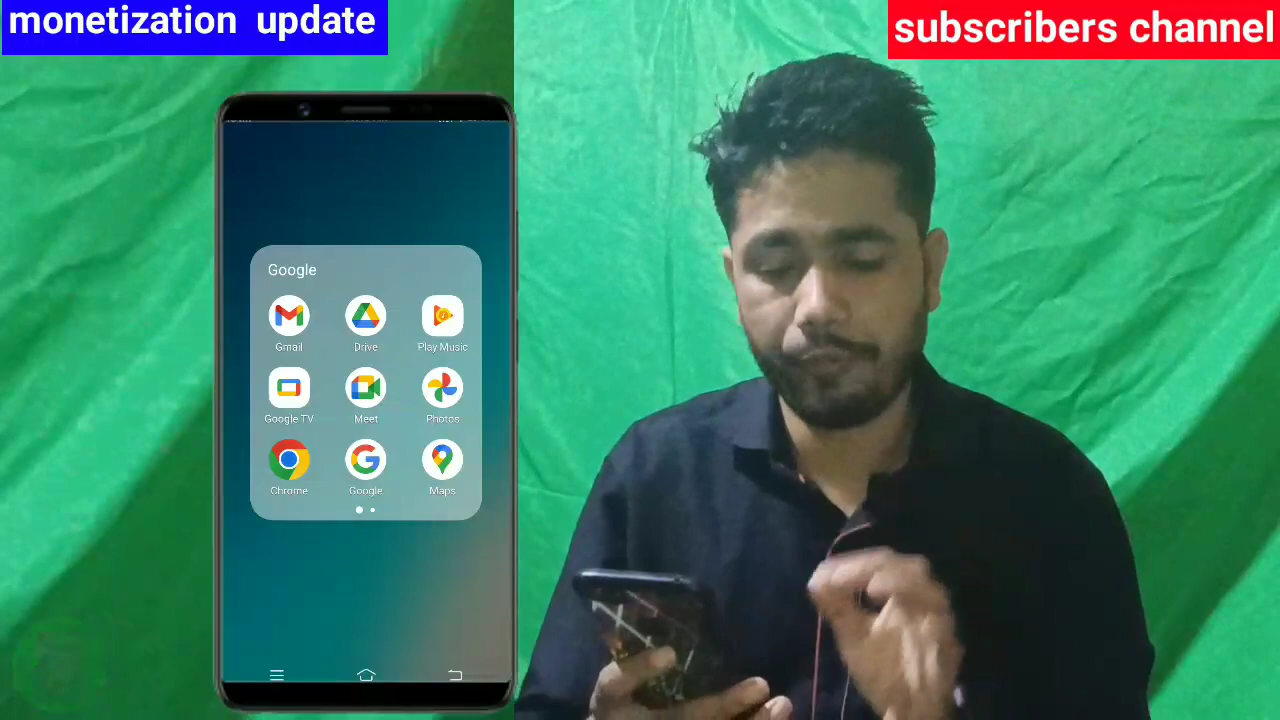 monetization update
subscribers channel
Google
Gmail
Drive
Play Music
Google TV
Meet
Photos
Chrome
Google
Maps